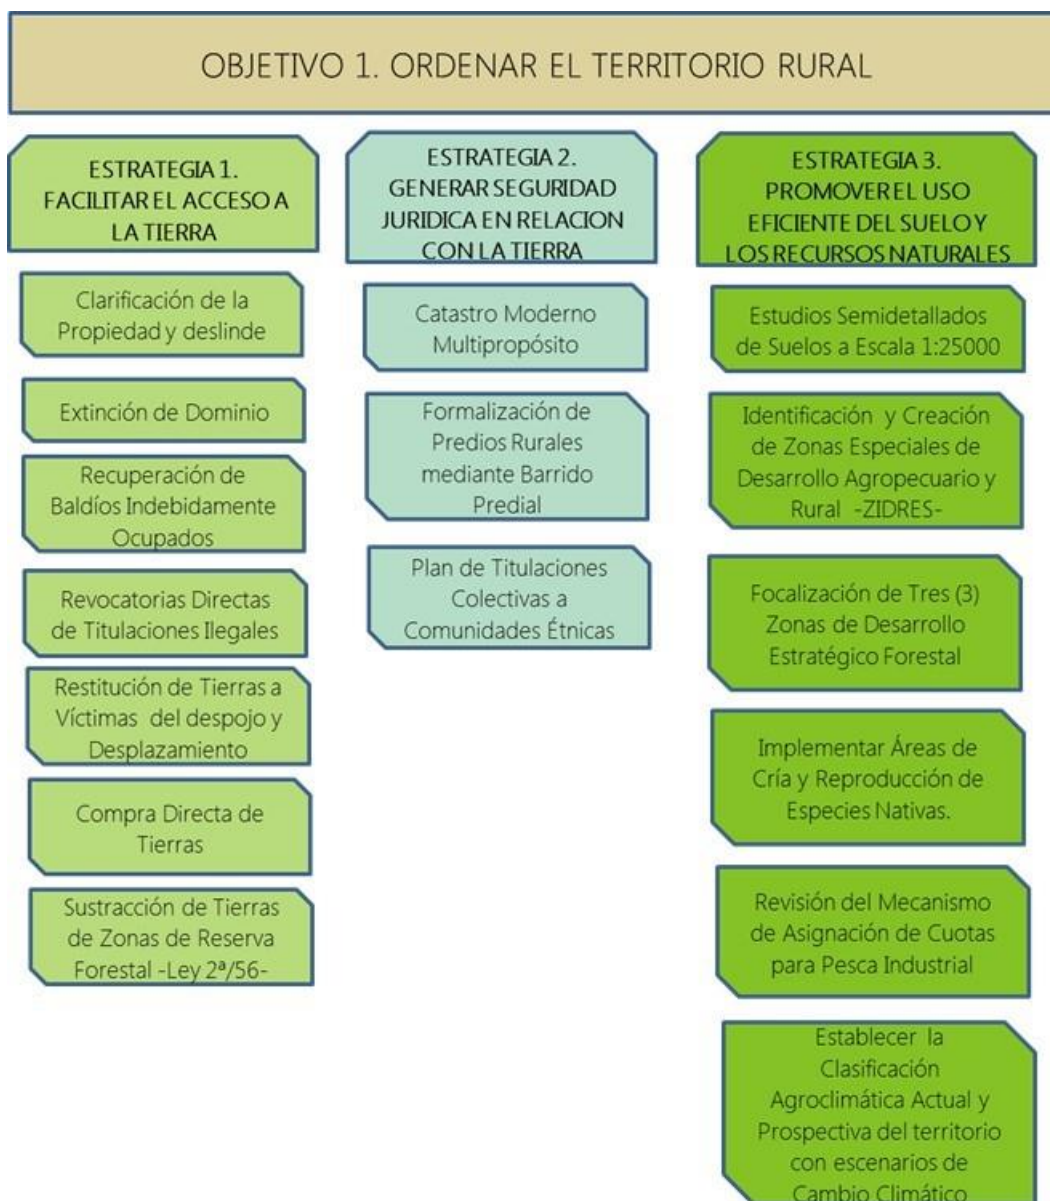 OBJETIVO 1. ORDENAR EL TERRITORIO RURAL
ESTRATEGIA 1.
FACILITAR EL ACCESO A
LA TIERRA
Clarificación de la
Propiedad y deslinde
Extinción de Dominio
Recuperación de
Baldíos Indebidamente
Ocupados
Revocatorias Directas
de Titulaciones Ilegales
Restitución de Tierras a
Víctimas del despojo y
Desplazamiento
Compra Directa de
Tierras
Sustracción de Tierras
de Zonas de Reserva
Forestal -Ley 2ª/56-
ESTRATEGIA 2.
GENERAR SEGURIDAD
JURIDICA EN RELACION
CON LA TIERRA
Catastro Moderno
Multipropósito
Formalización de
Predios Rurales
mediante Barrido
Predial
Plan de Titulaciones
Colectivas a
Comunidades Étnicas
ESTRATEGIA 3.
PROMOVER EL USO
EFICIENTE DEL SUELO Y
LOS RECURSOS NATURALES
Estudios Semidetallados
de Suelos a Escala 1:25000
Identificación y Creación
de Zonas Especiales de
Desarrollo Agropecuario y
Rural -ZIDRES-
Focalización de Tres (3)
Zonas de Desarrollo
Estratégico Forestal
Implementar Áreas de
Cría y Reproducción de
Especies Nativas.
Revisión del Mecanismo
de Asignación de Cuotas
para Pesca Industrial
Establecer la
Clasificación
Agroclimática Actual y
Prospectiva del territorio
con escenarios de
Cambio Climático